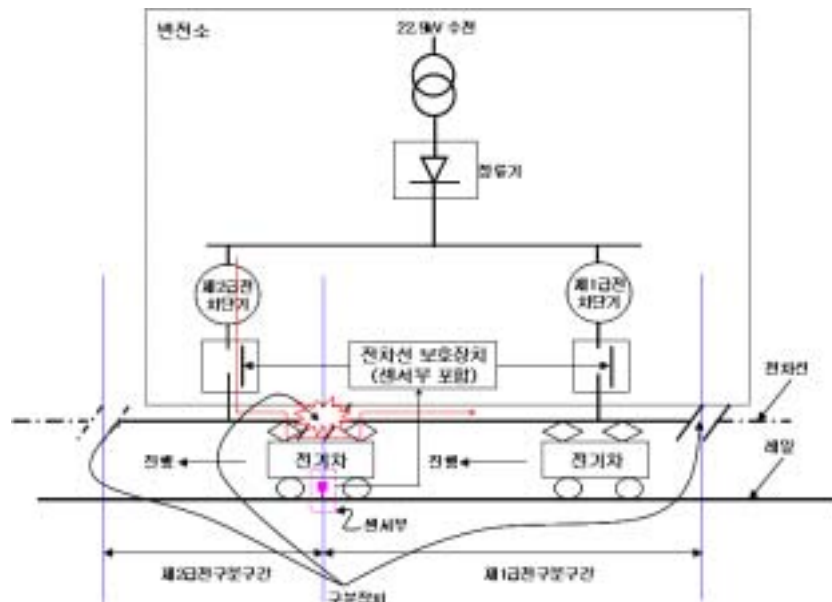 변전소
22.9kV 수전
정류기
제2급전
차단기
제1급전
차단기
전차선 보호장치
(센서부 포함)
전차선
진행
전기차
진행
전기차
레일
센서부
제2급전구분구간
제1급전구분구간
구분장치